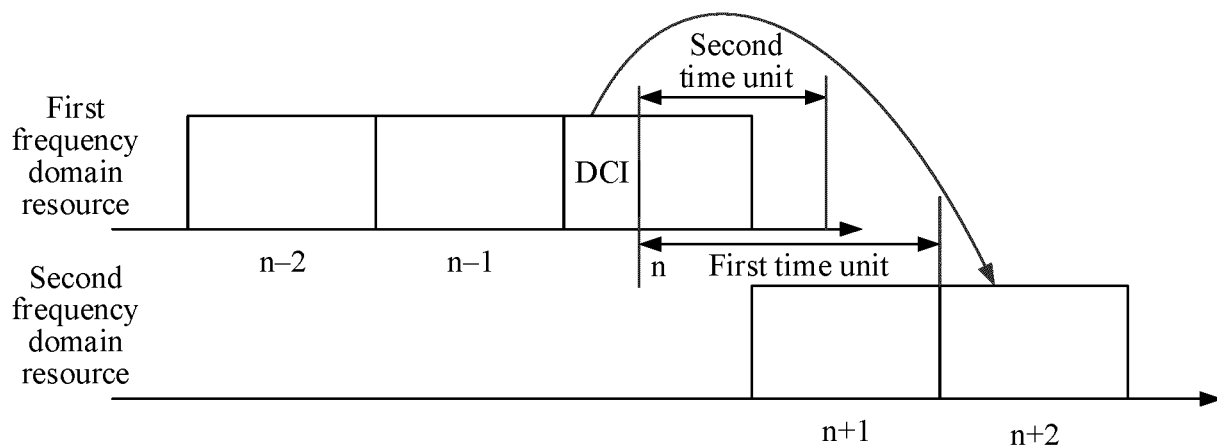 Second
time unit
First
frequency
domain
resource
DCI
n–2
n–1
n
First time unit
Second
frequency
domain
resource
n+1
n+2